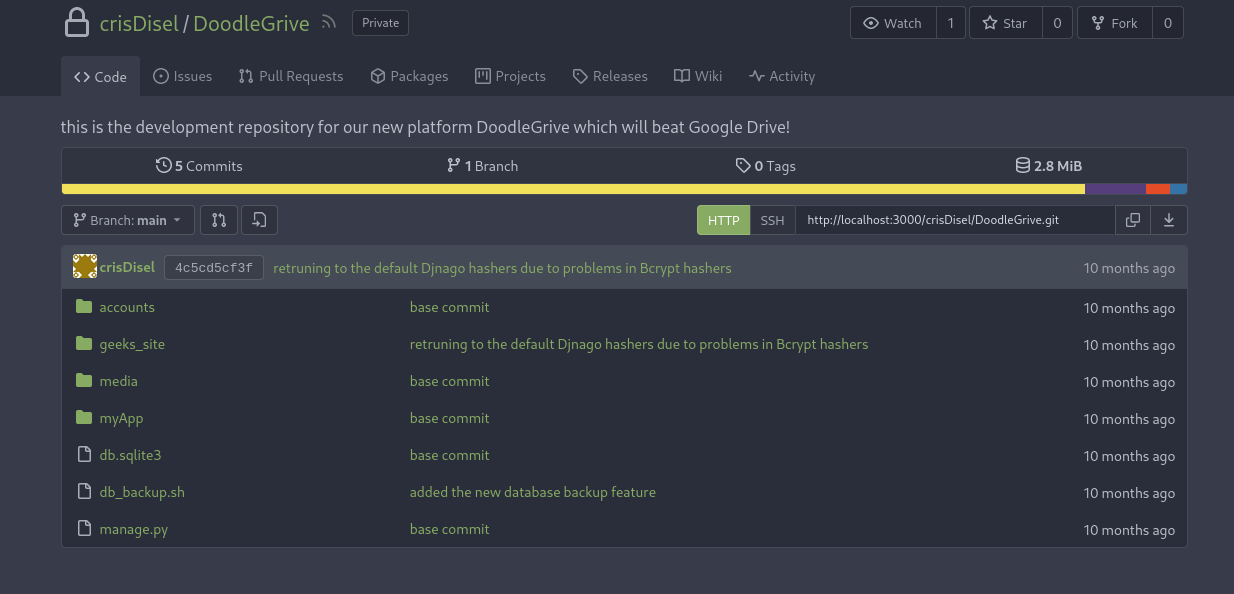 crisDisel / DoodleGrive Private Watch 1 Star 0 Fork 0
Code Issues Pull Requests Packages Projects Releases Wiki Activity
this is the development repository for our new platform DoodleGrive which will beat Google Drive!
5 Commits 1 Branch 0 Tags 2.8 MiB
Branch: main HTTP SSH http://localhost:3000/crisDisel/DoodleGrive.git
crisDisel 4c5cd5cf3f retruning to the default Djnago hashers due to problems in Bcrypt hashers 10 months ago
accounts base commit 10 months ago
geeks_site retruning to the default Djnago hashers due to problems in Bcrypt hashers 10 months ago
media base commit 10 months ago
myApp base commit 10 months ago
db.sqlite3 base commit 10 months ago
db_backup.sh added the new database backup feature 10 months ago
manage.py base commit 10 months ago